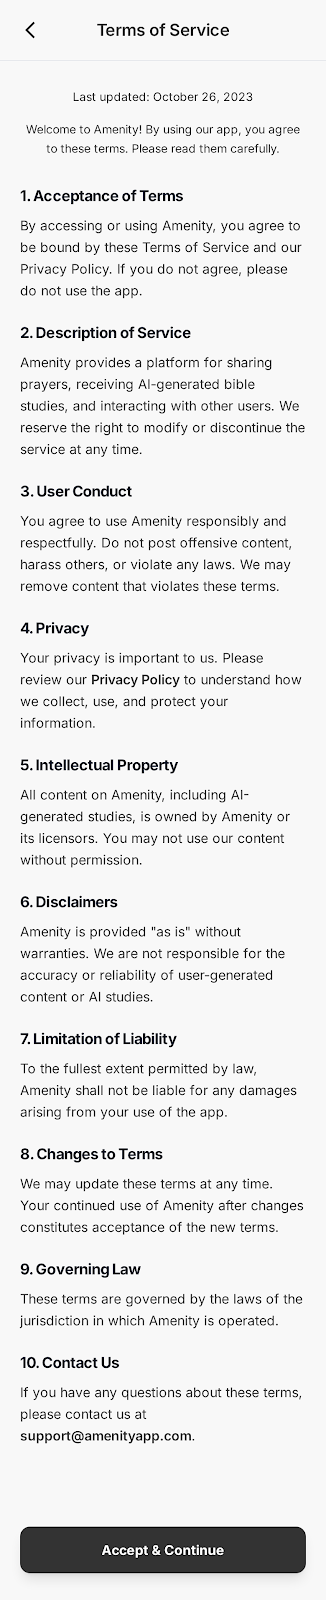 Terms of Service
Last updated: October 26, 2023
Welcome to Amenity! By using our app, you agree
to these terms. Please read them carefully.
1. Acceptance of Terms
By accessing or using Amenity, you agree to
be bound by these Terms of Service and our
Privacy Policy. If you do not agree, please
do not use the app.
2. Description of Service
Amenity provides a platform for sharing
prayers, receiving AI-generated bible
studies, and interacting with other users. We
reserve the right to modify or discontinue the
service at any time.
3. User Conduct
You agree to use Amenity responsibly and
respectfully. Do not post offensive content,
harass others, or violate any laws. We may
remove content that violates these terms.
4. Privacy
Your privacy is important to us. Please
review our Privacy Policy to understand how
we collect, use, and protect your
information.
5. Intellectual Property
All content on Amenity, including AI-
generated studies, is owned by Amenity or
its licensors. You may not use our content
without permission.
6. Disclaimers
Amenity is provided "as is" without
warranties. We are not responsible for the
accuracy or reliability of user-generated
content or AI studies.
7. Limitation of Liability
To the fullest extent permitted by law,
Amenity shall not be liable for any damages
arising from your use of the app.
8. Changes to Terms
We may update these terms at any time.
Your continued use of Amenity after changes
constitutes acceptance of the new terms.
9. Governing Law
These terms are governed by the laws of the
jurisdiction in which Amenity is operated.
10. Contact Us
If you have any questions about these terms,
please contact us at
support@amenityapp.com.
Accept & Continue